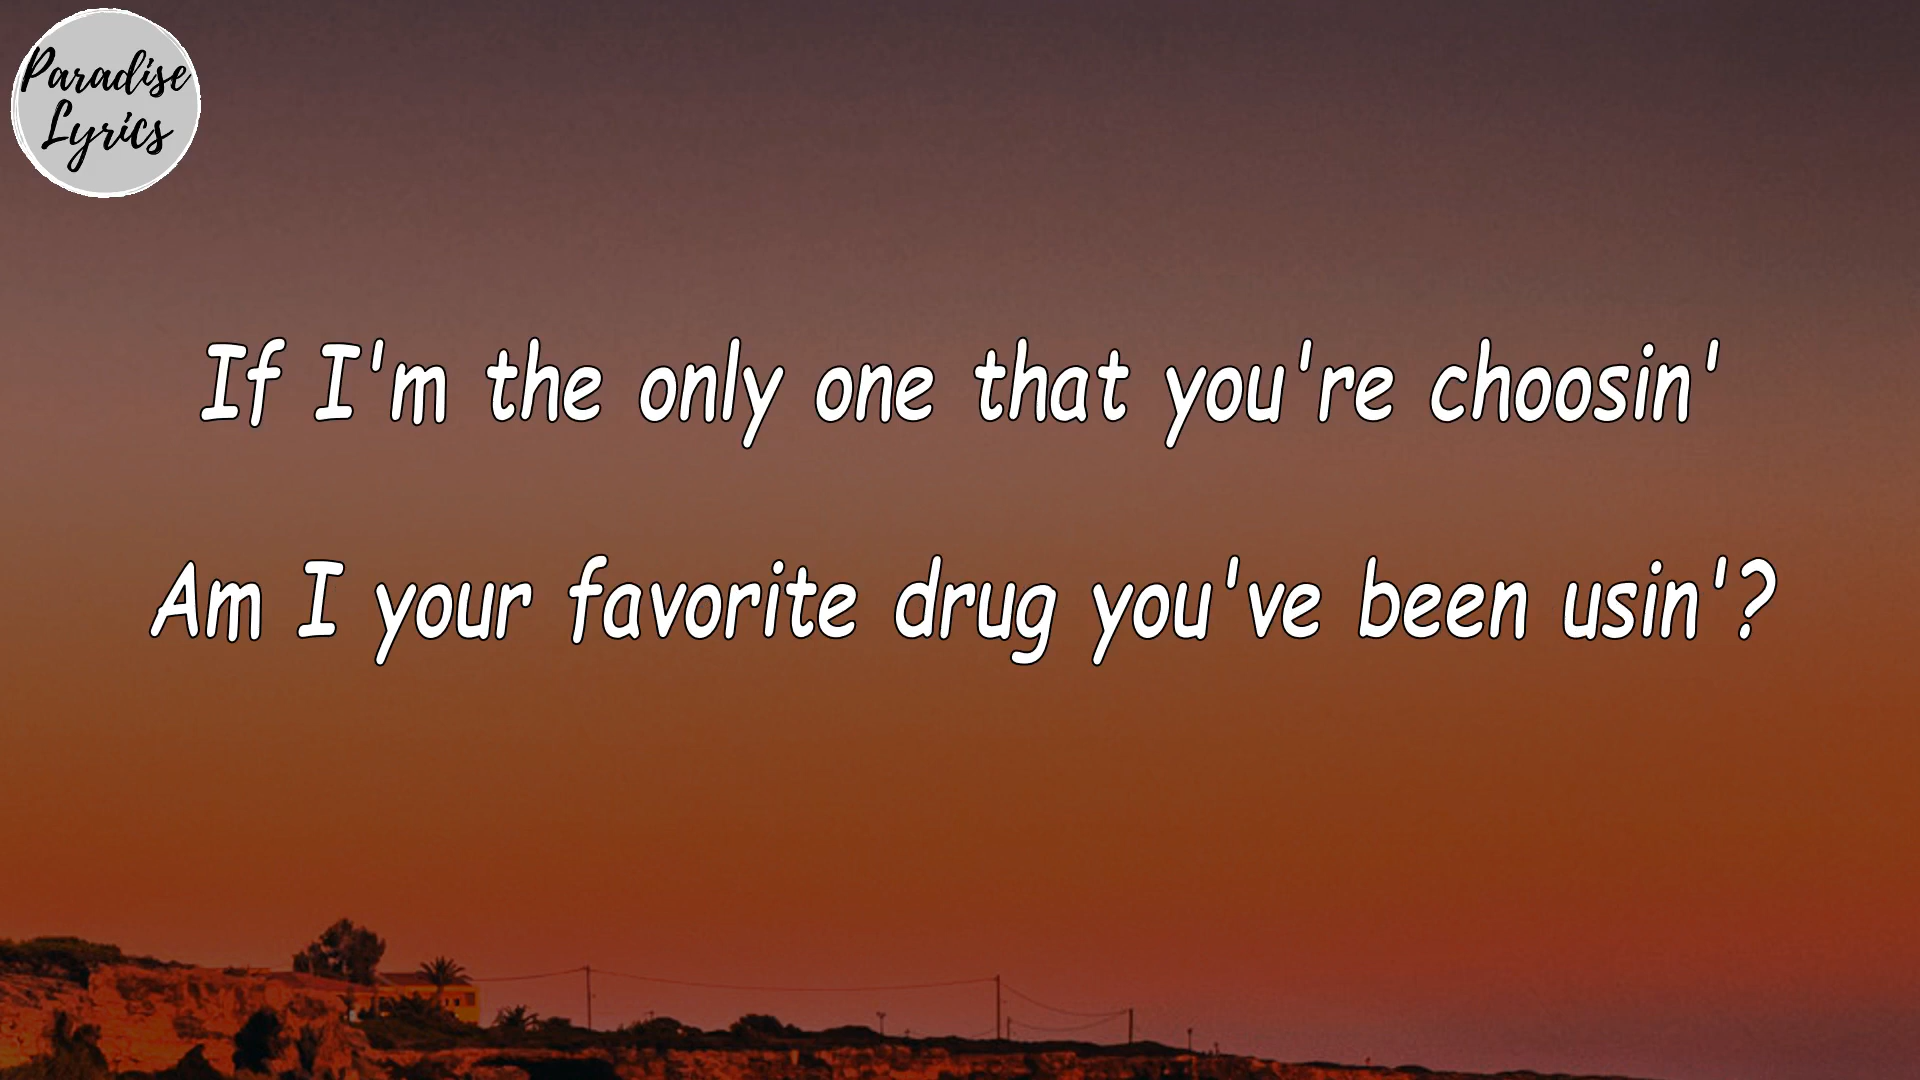 Paradise
Lyrics
If I'm the only one that you're choosin'
Am I your favorite drug you've been usin'?